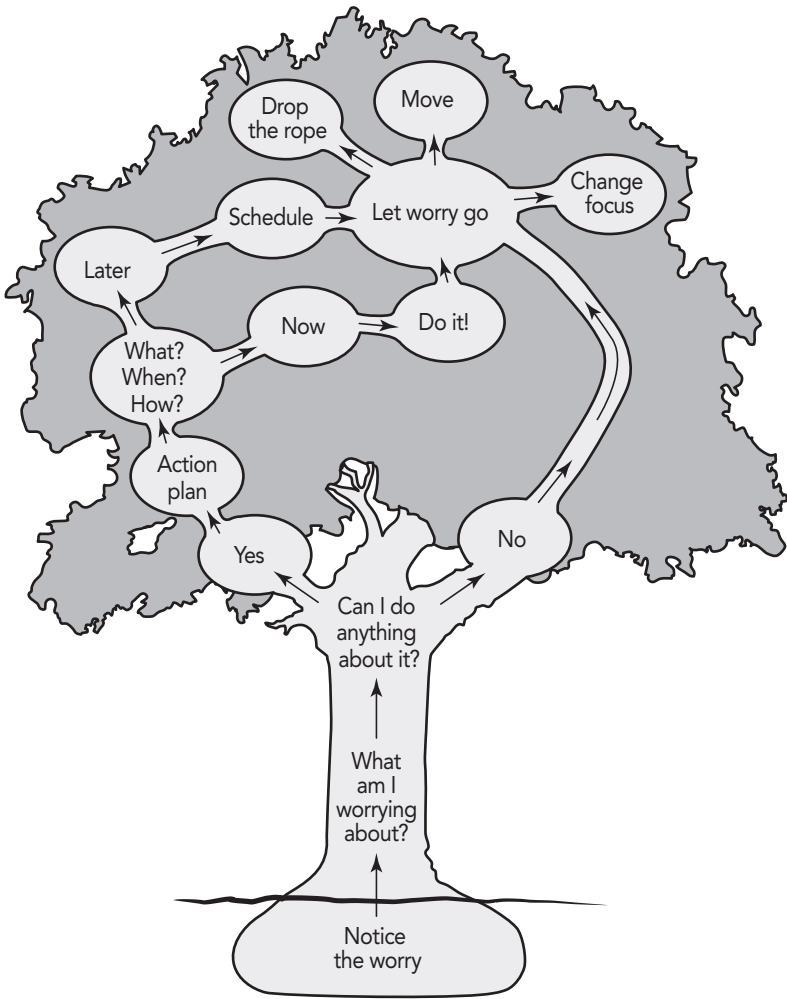 Drop
the rope
Move
Change
focus
Schedule
Let worry go
Later
Now
Do it!
What?
When?
How?
Action
plan
Yes
No
Can I do
anything
about it?
What
am I
worrying
about?
Notice
the worry